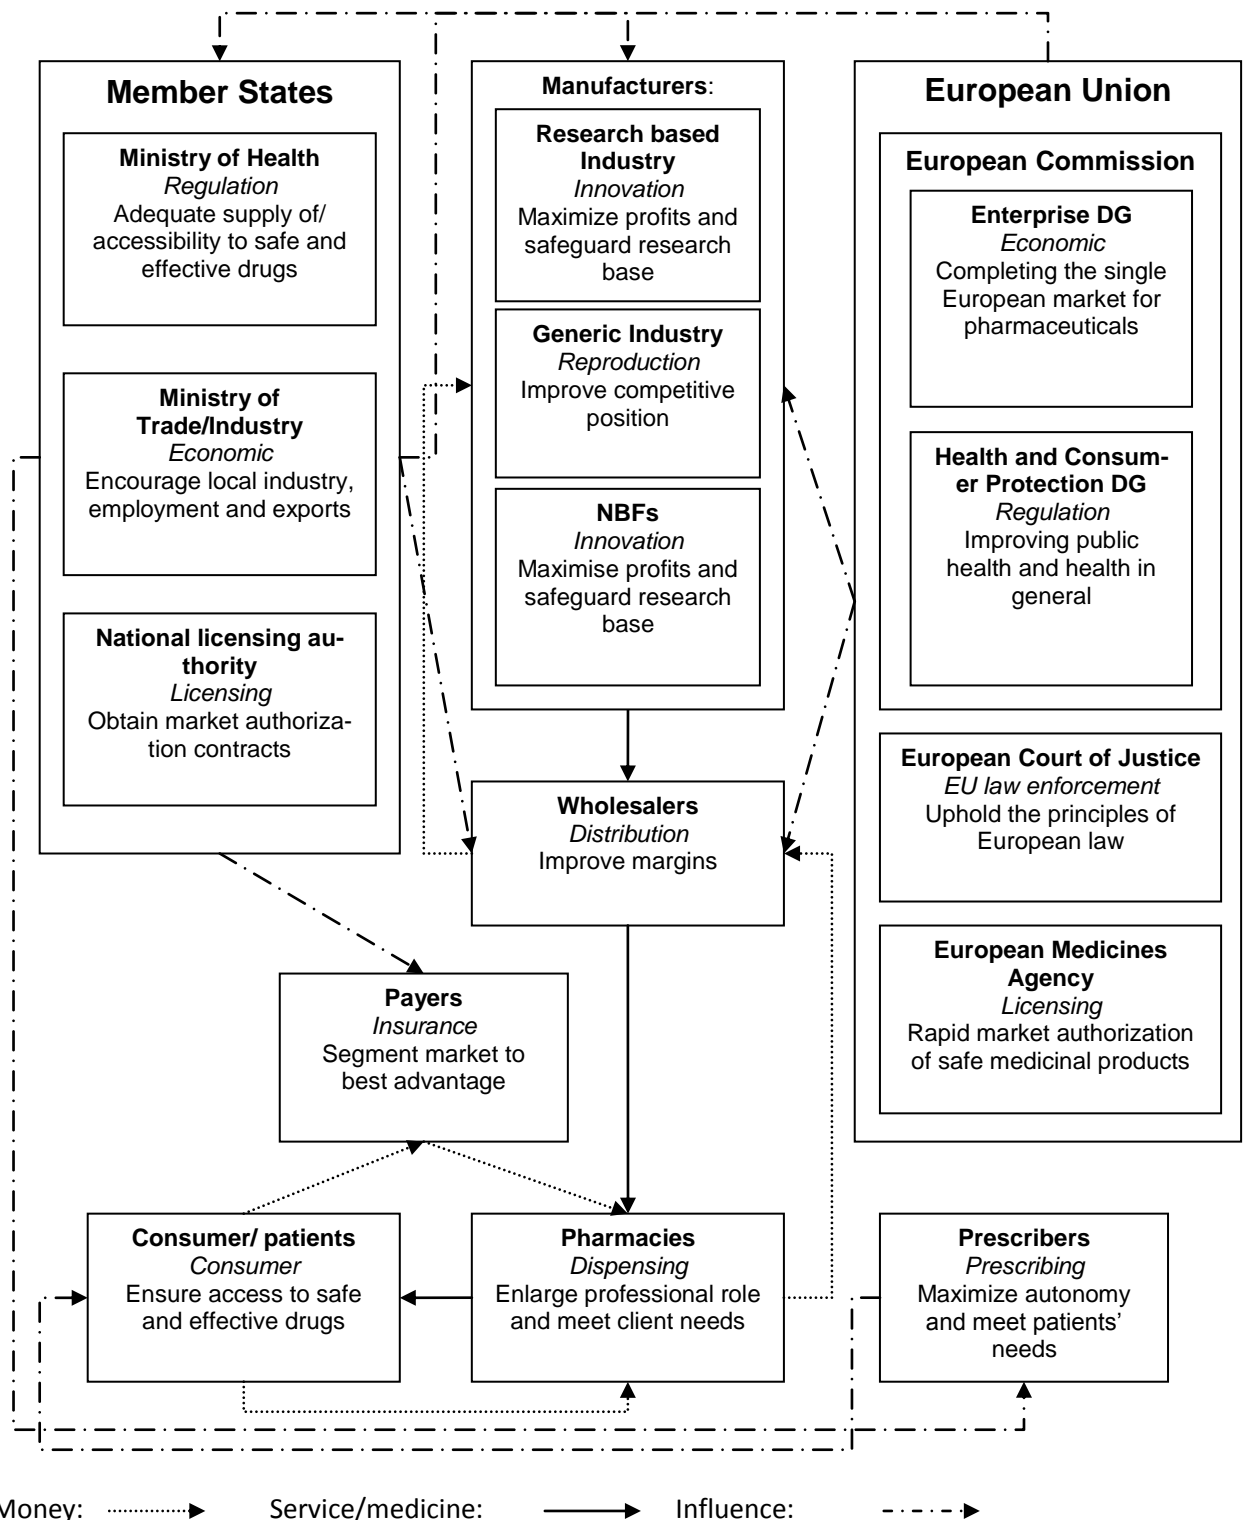 Member States
Ministry of Health
Regulation
Adequate supply of/
accessibility to safe and
effective drugs
Ministry of
Trade/Industry
Economic
Encourage local industry,
employment and exports
National licensing au-
thority
Licensing
Obtain market authoriza-
tion contracts
Manufacturers:
Research based
Industry
Innovation
Maximize profits and
safeguard research
base
Generic Industry
Reproduction
Improve competitive
position
NBFs
Innovation
Maximise profits and
safeguard research
base
European Union
European Commission
Enterprise DG
Economic
Completing the single
European market for
pharmaceuticals
Health and Consum-
er Protection DG
Regulation
Improving public
health and health in
general
European Court of Justice
EU law enforcement
Uphold the principles of
European law
European Medicines
Agency
Licensing
Rapid market authorization
of safe medicinal products
Wholesalers
Distribution
Improve margins
Payers
Insurance
Segment market to
best advantage
Consumer/ patients
Consumer
Ensure access to safe
and effective drugs
Pharmacies
Dispensing
Enlarge professional role
and meet client needs
Prescribers
Prescribing
Maximize autonomy
and meet patients’
needs
Money: Service/medicine: Influence: